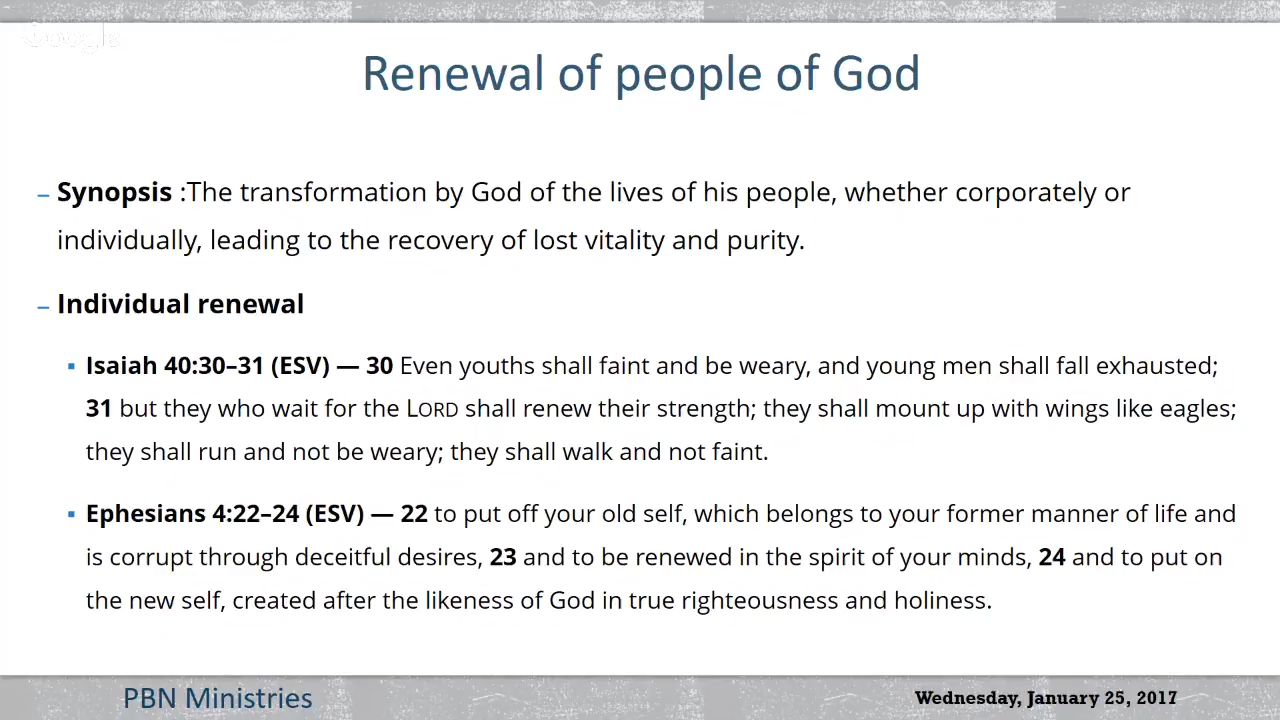 Google
Renewal of people of God
– Synopsis :The transformation by God of the lives of his people, whether corporately or
individually, leading to the recovery of lost vitality and purity.
– Individual renewal
▪ Isaiah 40:30–31 (ESV) — 30 Even youths shall faint and be weary, and young men shall fall exhausted;
31 but they who wait for the LORD shall renew their strength; they shall mount up with wings like eagles;
they shall run and not be weary; they shall walk and not faint.
▪ Ephesians 4:22–24 (ESV) — 22 to put off your old self, which belongs to your former manner of life and
is corrupt through deceitful desires, 23 and to be renewed in the spirit of your minds, 24 and to put on
the new self, created after the likeness of God in true righteousness and holiness.
PBN Ministries
Wednesday, January 25, 2017